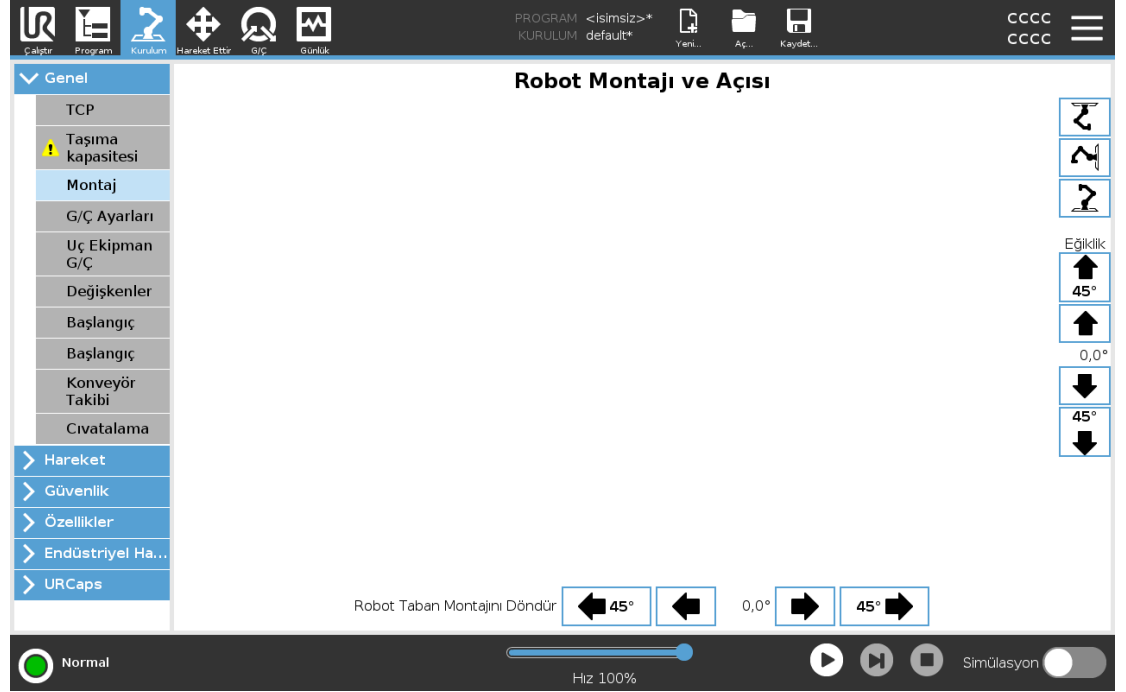 PROGRAM <isimsiz>*
KURULUM default*
Çalıştır Program Kurulum Hareket Ettir G/Ç Günlük
Yeni... Aç... Kaydet...
CCCC
CCCC
Genel
TCP
Taşıma
kapasitesi
Montaj
G/Ç Ayarları
Uç Ekipman
G/Ç
Değişkenler
Başlangıç
Başlangıç
Konveyör
Takibi
Cıvatalama
Hareket
Güvenlik
Özellikler
Endüstriyel Ha...
URCaps
Robot Montajı ve Açısı
Eğiklik
45°
0,0°
45°
Robot Taban Montajını Döndür 45° 0,0° 45°
Normal
Hız 100%
Simülasyon